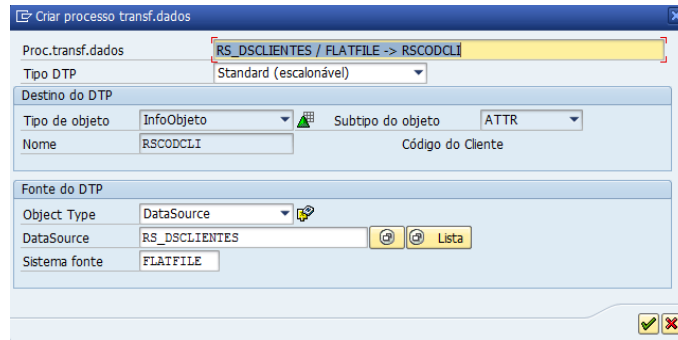 Criar processo transf.dados
Proc.transf.dados RS_DSCLIENTES / FLATFILE -> RSCODCLI
Tipo DTP Standard (escalonável)
Destino do DTP
Tipo de objeto InfoObjeto Subtipo do objeto ATTR
Nome RSCODCLI Código do Cliente
Fonte do DTP
Object Type DataSource
DataSource RS_DSCLIENTES Lista
Sistema fonte FLATFILE